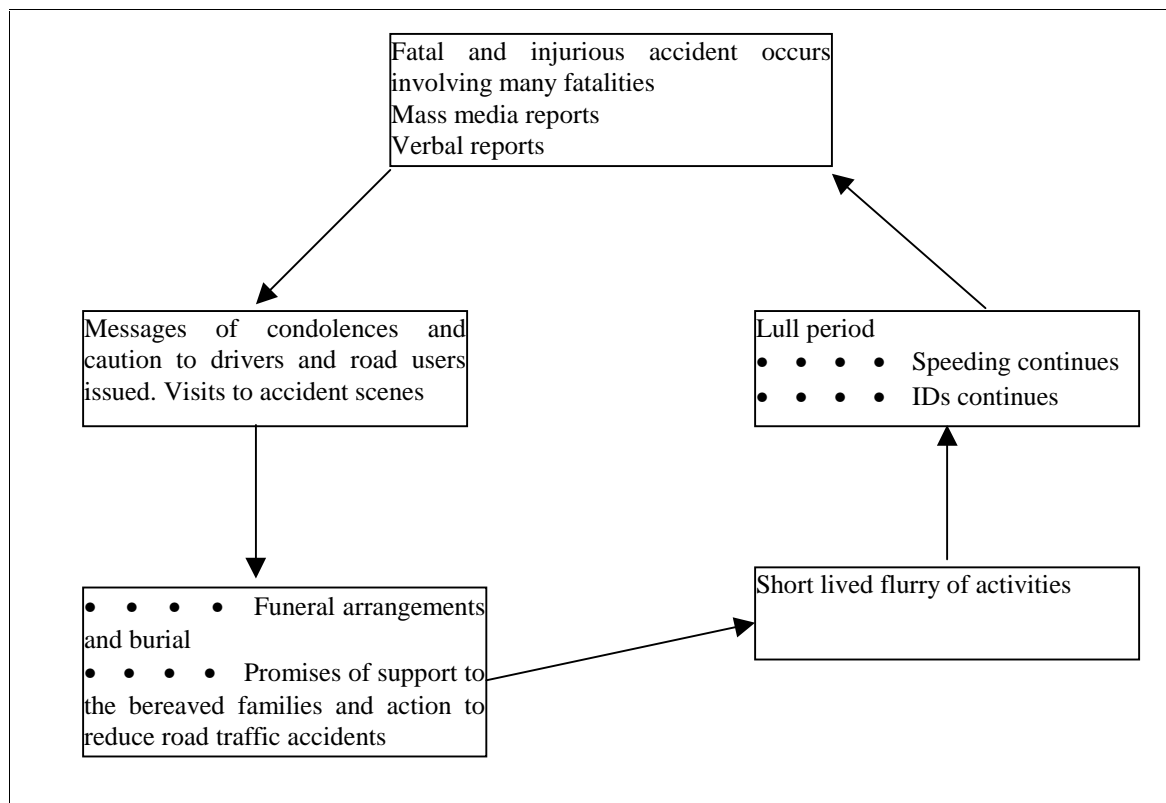 Fatal and injurious accident occurs
involving many fatalities
Mass media reports
Verbal reports
Messages of condolences and
caution to drivers and road users
issued. Visits to accident scenes
Lull period
• • • • Speeding continues
• • • • IDs continues
• • • • Funeral arrangements
and burial
• • • • Promises of support to
the bereaved families and action to
reduce road traffic accidents
Short lived flurry of activities